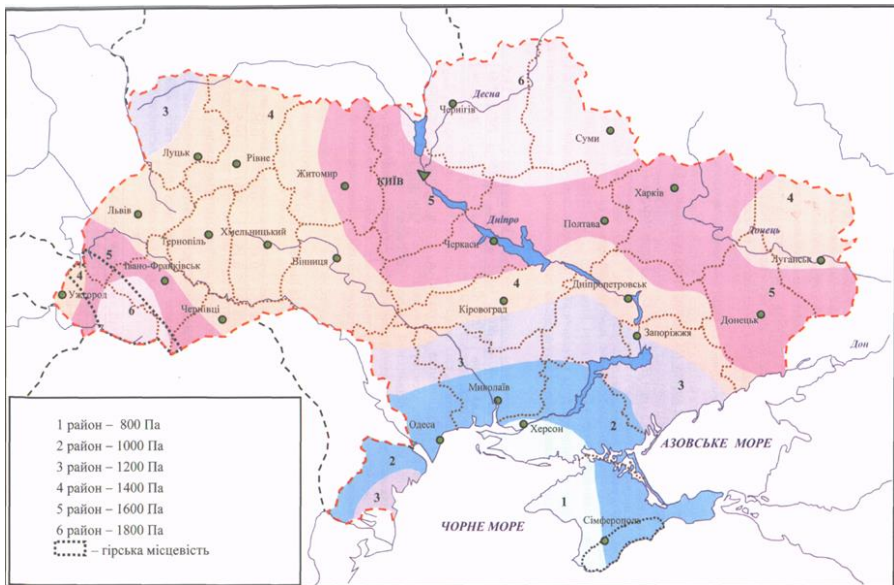 6
Десна
Чернігів
Суми
3
4
Луцьк
Рівне
Житомир
КИЇВ
5
Харків
4
Львів
Дніпро
Полтава
Донець
Хмельницький
Тернопіль
Черкаси
Вінниця
Луганськ
5
Івано-Франківськ
4
Ужгород
6
Чернівці
4
Кіровоград
Дніпропетровськ
5
Донецьк
Запоріжжя
Дон
3
3
Миколаїв
Одеса
Херсон
2
АЗОВСЬКЕ МОРЕ
2
3
1
ЧОРНЕ МОРЕ
Сімферополь
1 район – 800 Па
2 район – 1000 Па
3 район – 1200 Па
4 район – 1400 Па
5 район – 1600 Па
6 район – 1800 Па
– гірська місцевість